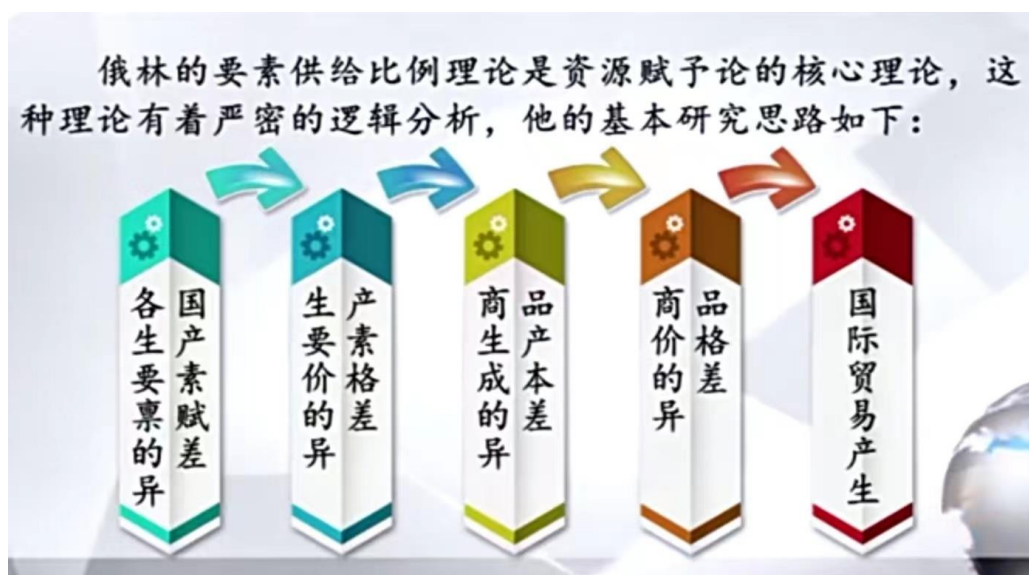 俄林的要素供给比例理论是资源赋予论的核心理论，这
种理论有着严密的逻辑分析，他的基本研究思路如下：
各国
生产
要素
禀赋
的差
异
生产
要素
价格
的差
异
商品
生产
成本
的差
异
商品
价格
的差
异
国际贸易产生